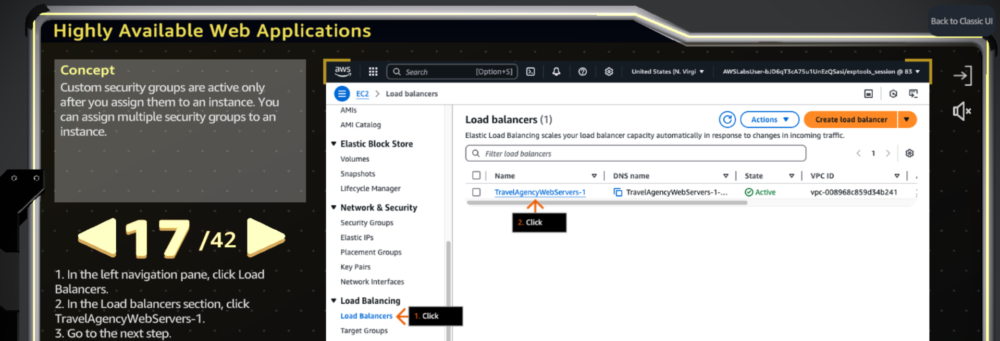 Back to Classic UI
Highly Available Web Applications
Concept
Custom security groups are active only
after you assign them to an instance. You
can assign multiple security groups to an
instance.
17 /42
1. In the left navigation pane, click Load
Balancers.
2. In the Load balancers section, click
TravelAgencyWebServers-1.
3. Go to the next step.
aws
Search [Option+S]
United States (N. Virgi
AWSLabsUser-bJD6qT3cA75u1UnEzQSasi/exptools_session @ 83
EC2 > Load balancers
AMIs
AMI Catalog
Elastic Block Store
Volumes
Snapshots
Lifecycle Manager
Network & Security
Security Groups
Elastic IPs
Placement Groups
Key Pairs
Network Interfaces
Load Balancing
Load Balancers
1. Click
Target Groups
Load balancers (1)
Actions
Create load balancer
Elastic Load Balancing scales your load balancer capacity automatically in response to changes in incoming traffic.
Filter load balancers
1
Name DNS name State VPC ID
TravelAgencyWebServers-1 TravelAgencyWebServers-1-... Active vpc-008968c859d34b241
2. Click